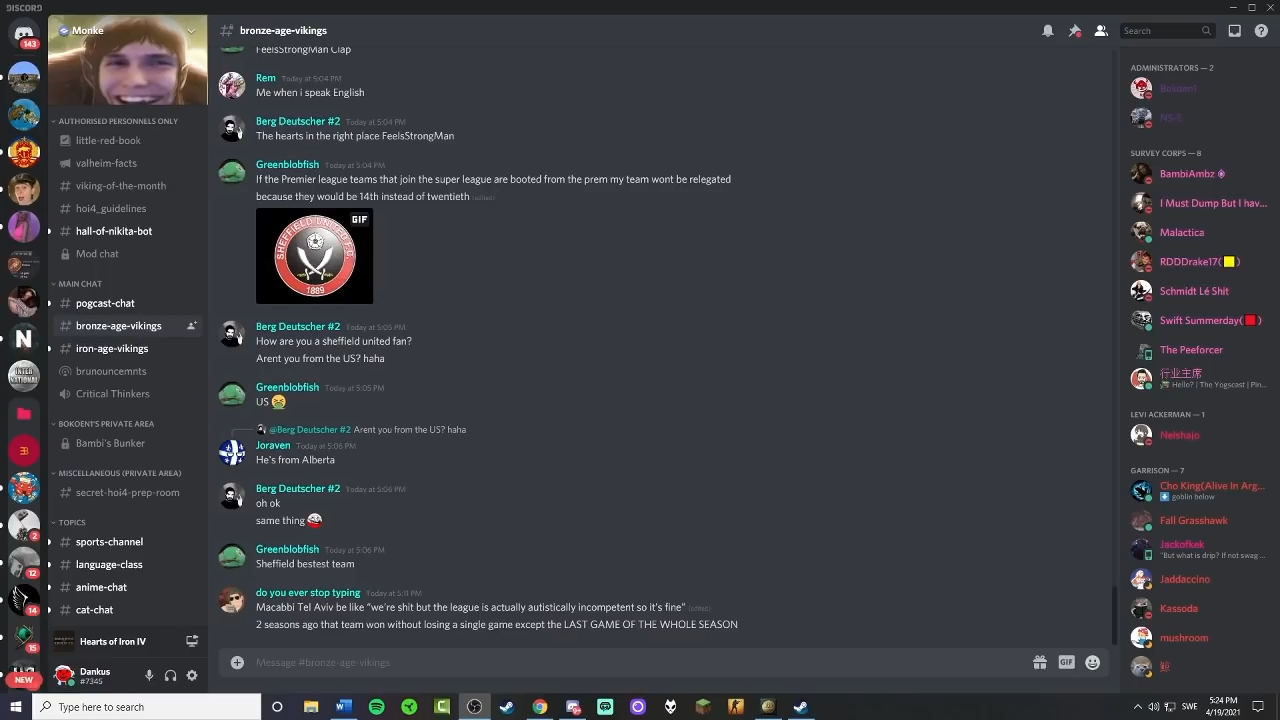 DISCORD
143
Monke
AUTHORISED PERSONNELS ONLY
little-red-book
valheim-facts
viking-of-the-month
hoi4_guidelines
hall-of-nikita-bot
Mod chat
MAIN CHAT
pogcast-chat
bronze-age-vikings
iron-age-vikings
brunouncemnts
Critical Thinkers
BOKOEN1'S PRIVATE AREA
Bambi's Bunker
MISCELLANEOUS (PRIVATE AREA)
secret-hoi4-prep-room
TOPICS
sports-channel
language-class
anime-chat
cat-chat
N
2
12
14
15
NEW
Hearts of Iron IV
Dankus
#7345
bronze-age-vikings
Search
FeelsStrongMan Clap
Rem Today at 5:04 PM
Me when i speak English
Berg Deutscher #2 Today at 5:04 PM
The hearts in the right place FeelsStrongMan
Greenblobfish Today at 5:04 PM
If the Premier league teams that join the super league are booted from the prem my team wont be relegated
because they would be 14th instead of twentieth (edited)
GIF
SHEFFIELD UNITED F.C.
1889
Berg Deutscher #2 Today at 5:05 PM
How are you a sheffield united fan?
Arent you from the US? haha
Greenblobfish Today at 5:05 PM
US
@Berg Deutscher #2 Arent you from the US? haha
Joraven Today at 5:06 PM
He's from Alberta
Berg Deutscher #2 Today at 5:06 PM
oh ok
same thing
Greenblobfish Today at 5:06 PM
Sheffield bestest team
do you ever stop typing Today at 5:11 PM
Macabbi Tel Aviv be like “we're shit but the league is actually autistically incompetent so it's fine” (edited)
2 seasons ago that team won without losing a single game except the LAST GAME OF THE WHOLE SEASON
Message #bronze-age-vikings
GIF
ADMINISTRATORS — 2
Bokoen1
NS-S
SURVEY CORPS — 8
BambiAmbz
I Must Dump But I hav...
Malactica
RDDDrake17( )
Schmidt Lé Shit
Swift Summerday( )
The Peeforcer
行业主席
Hello? | The Yogscast | Pin...
LEVI ACKERMAN — 1
Nelshajo
GARRISON — 7
Cho King(Alive In Arg...
goblin below
Fall Grasshawk
Jackofkek
"But what is drip? If not swag ...
Jaddaccino
Kassoda
mushroom
Type here to search
5:24 PM
4/19/2021